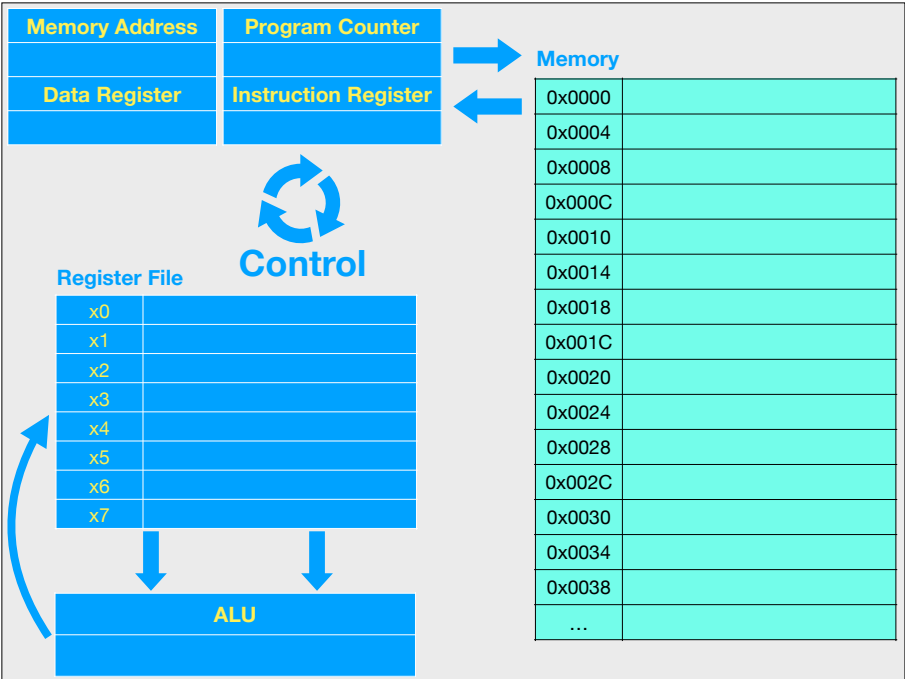 Memory Address
Program Counter
Data Register
Instruction Register
Control
Register File
x0
x1
x2
x3
x4
x5
x6
x7
ALU
Memory
0x0000
0x0004
0x0008
0x000C
0x0010
0x0014
0x0018
0x001C
0x0020
0x0024
0x0028
0x002C
0x0030
0x0034
0x0038
…